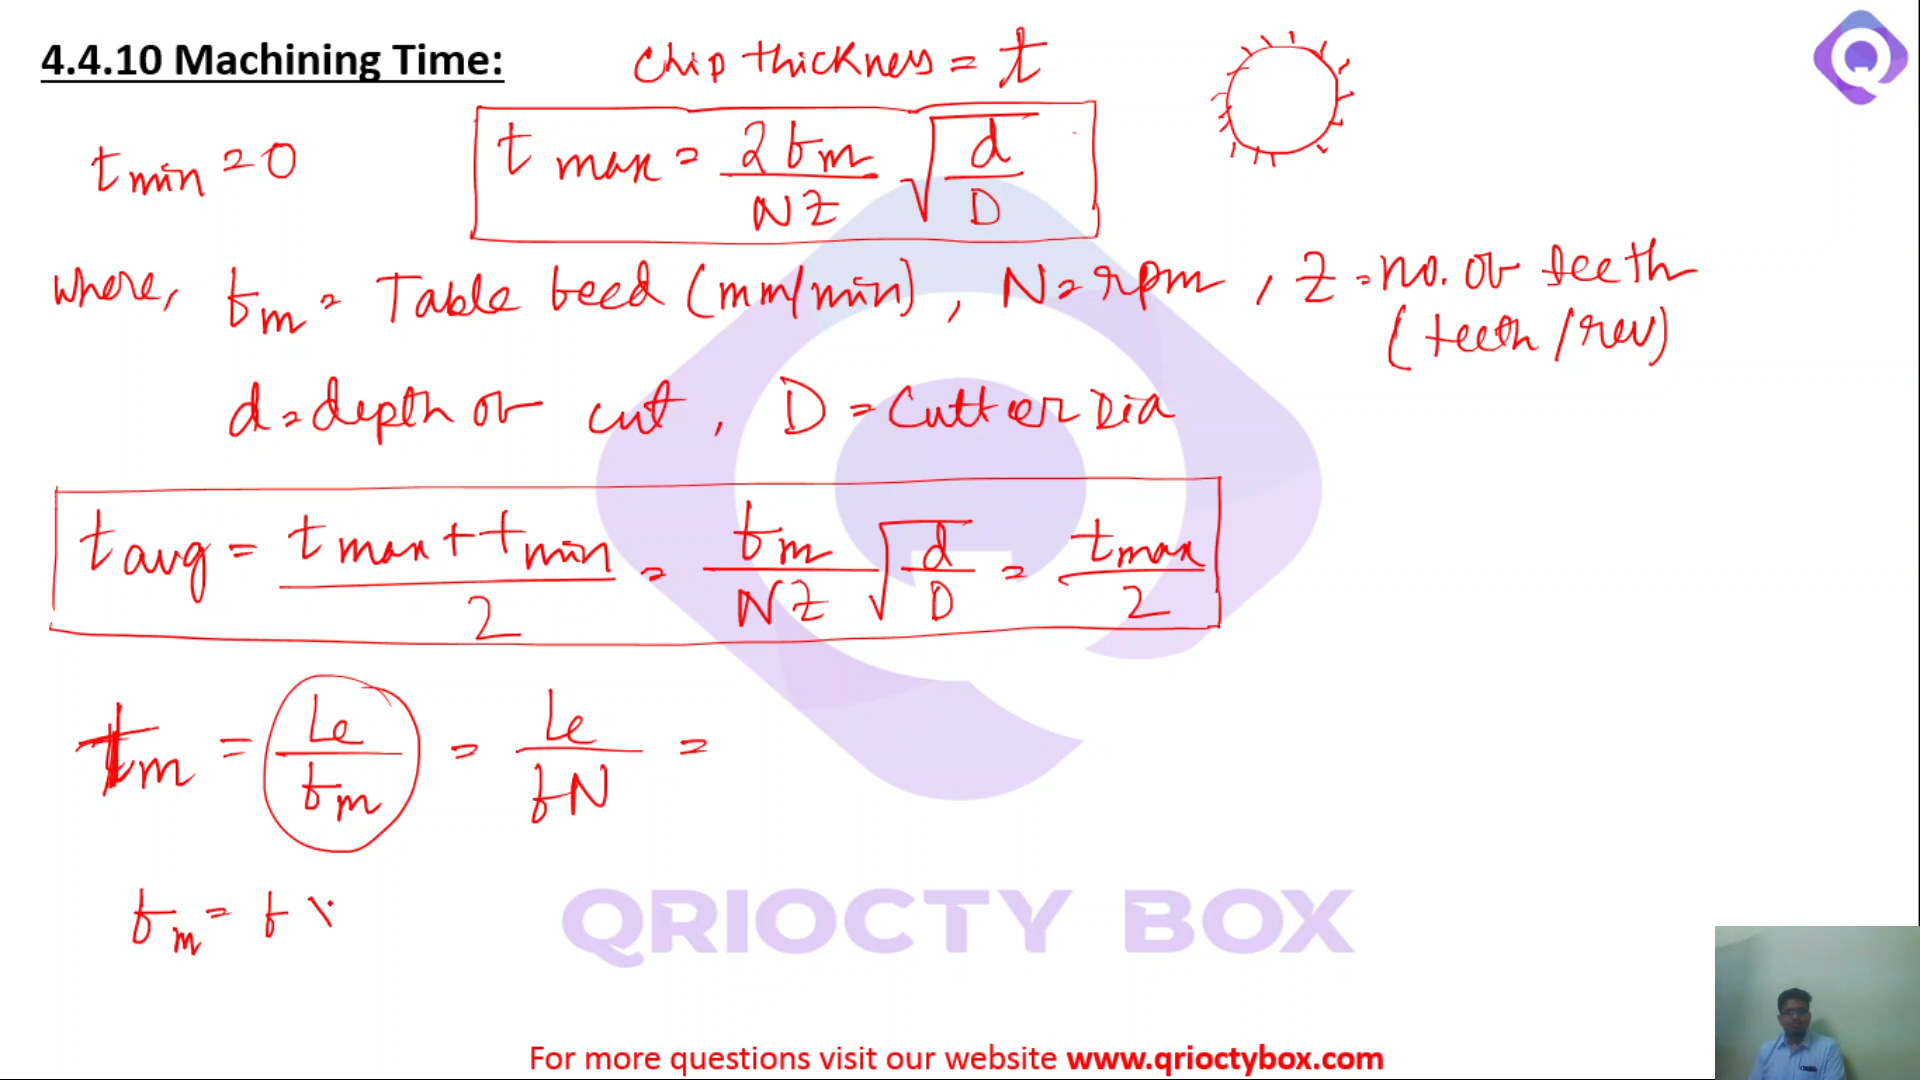 4.4.10 Machining Time:
chip thickness = t
t min = 0
t max = 2fm / NZ √(d/D)
where, fm = Table feed (mm/min), N = rpm, Z = no. of teeth
(teeth/rev)
d = depth of cut, D = Cutter Dia
t avg = (t max + t min) / 2 = fm / NZ √(d/D) = t max / 2
tm = Le / fm = Le / fN =
fm = f
QRIOCTY BOX
For more questions visit our website www.qrioctybox.com